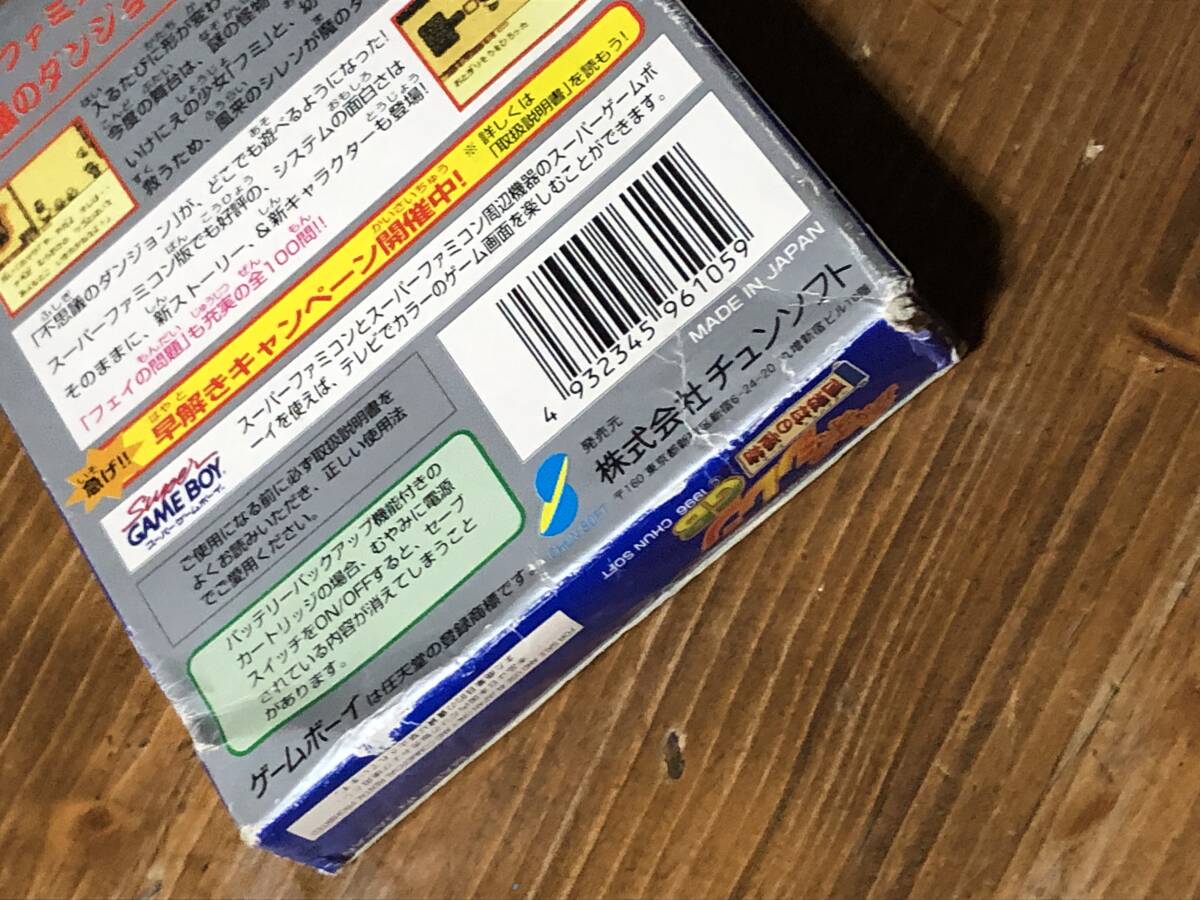 ファミ
議のダンジョ
入るたびに形が変わ
今度の舞台は、謎の怪物
いけにえの少女「フミ」と、幼
救うため、風来のシレンが魔のダ
「不思議のダンジョン」が、どこでも遊べるようになった!
スーパーファミコン版でも好評の、システムの面白さは
そのままに、新ストーリー、&新キャラクターも登場!
「フェイの問題」も充実の全100問!!
急げ!! 早解きキャンペーン開催中!
※詳しくは
「取扱説明書」を読もう!
Super
GAME BOY
スーパーゲームボーイ
スーパーファミコンとスーパーファミコン周辺機器のスーパーゲームボ
ーイを使えば、テレビでカラーのゲーム画面を楽しむことができます。
ご使用になる前に必ず取扱説明書を
よくお読みいただき、正しい使用法
でご愛用ください。
バッテリーバックアップ機能付きの
カートリッジの場合、むやみに電源
スイッチをON/OFFすると、セーブ
されている内容が消えてしまうこと
があります。
ゲームボーイは任天堂の登録商標です。
4 932345 961059
MADE IN JAPAN
発売元
株式会社チュンソフト
〒160 東京都新宿区新宿6-24-20
CHUNSOFT
GB
1996 CHUN SOFT